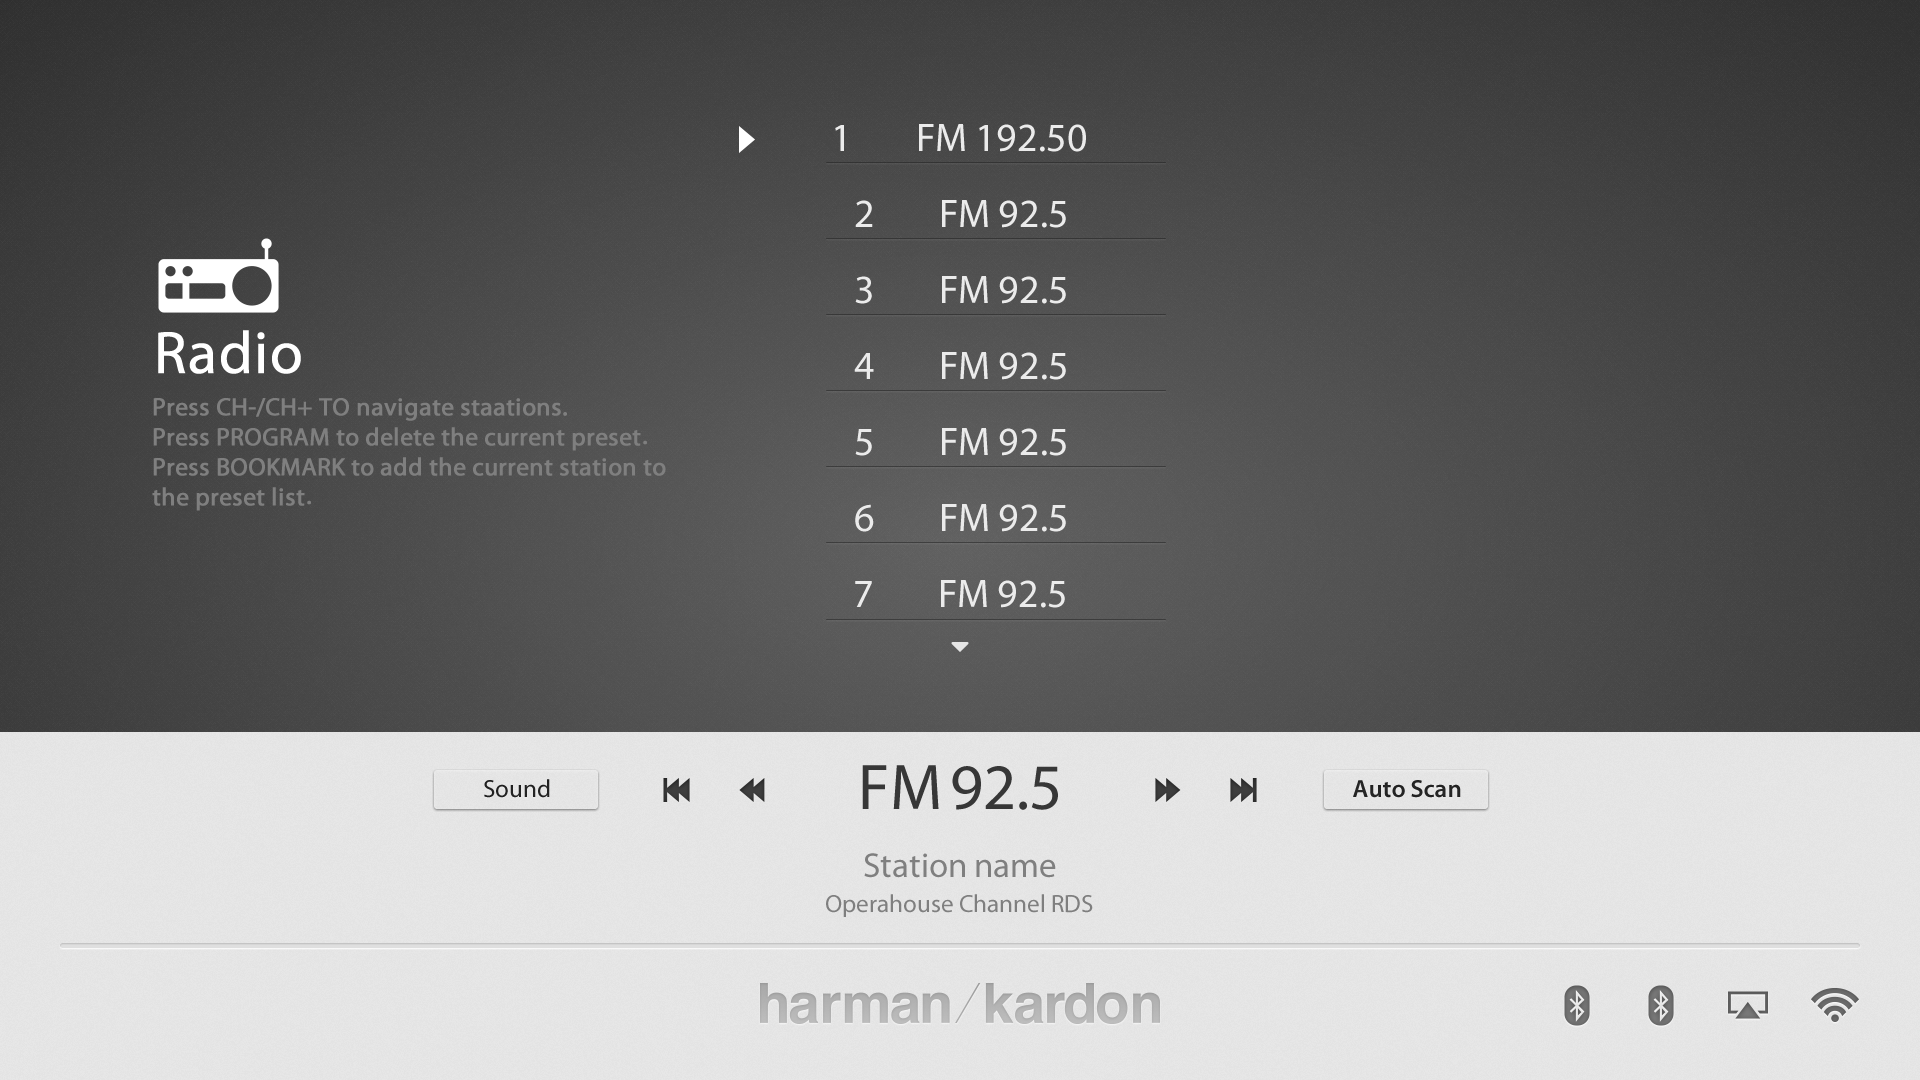 1 FM 192.50
2 FM 92.5
3 FM 92.5
4 FM 92.5
5 FM 92.5
6 FM 92.5
7 FM 92.5
Radio
Press CH-/CH+ TO navigate staations.
Press PROGRAM to delete the current preset.
Press BOOKMARK to add the current station to
the preset list.
Sound
FM 92.5
Auto Scan
Station name
Operahouse Channel RDS
harman/kardon